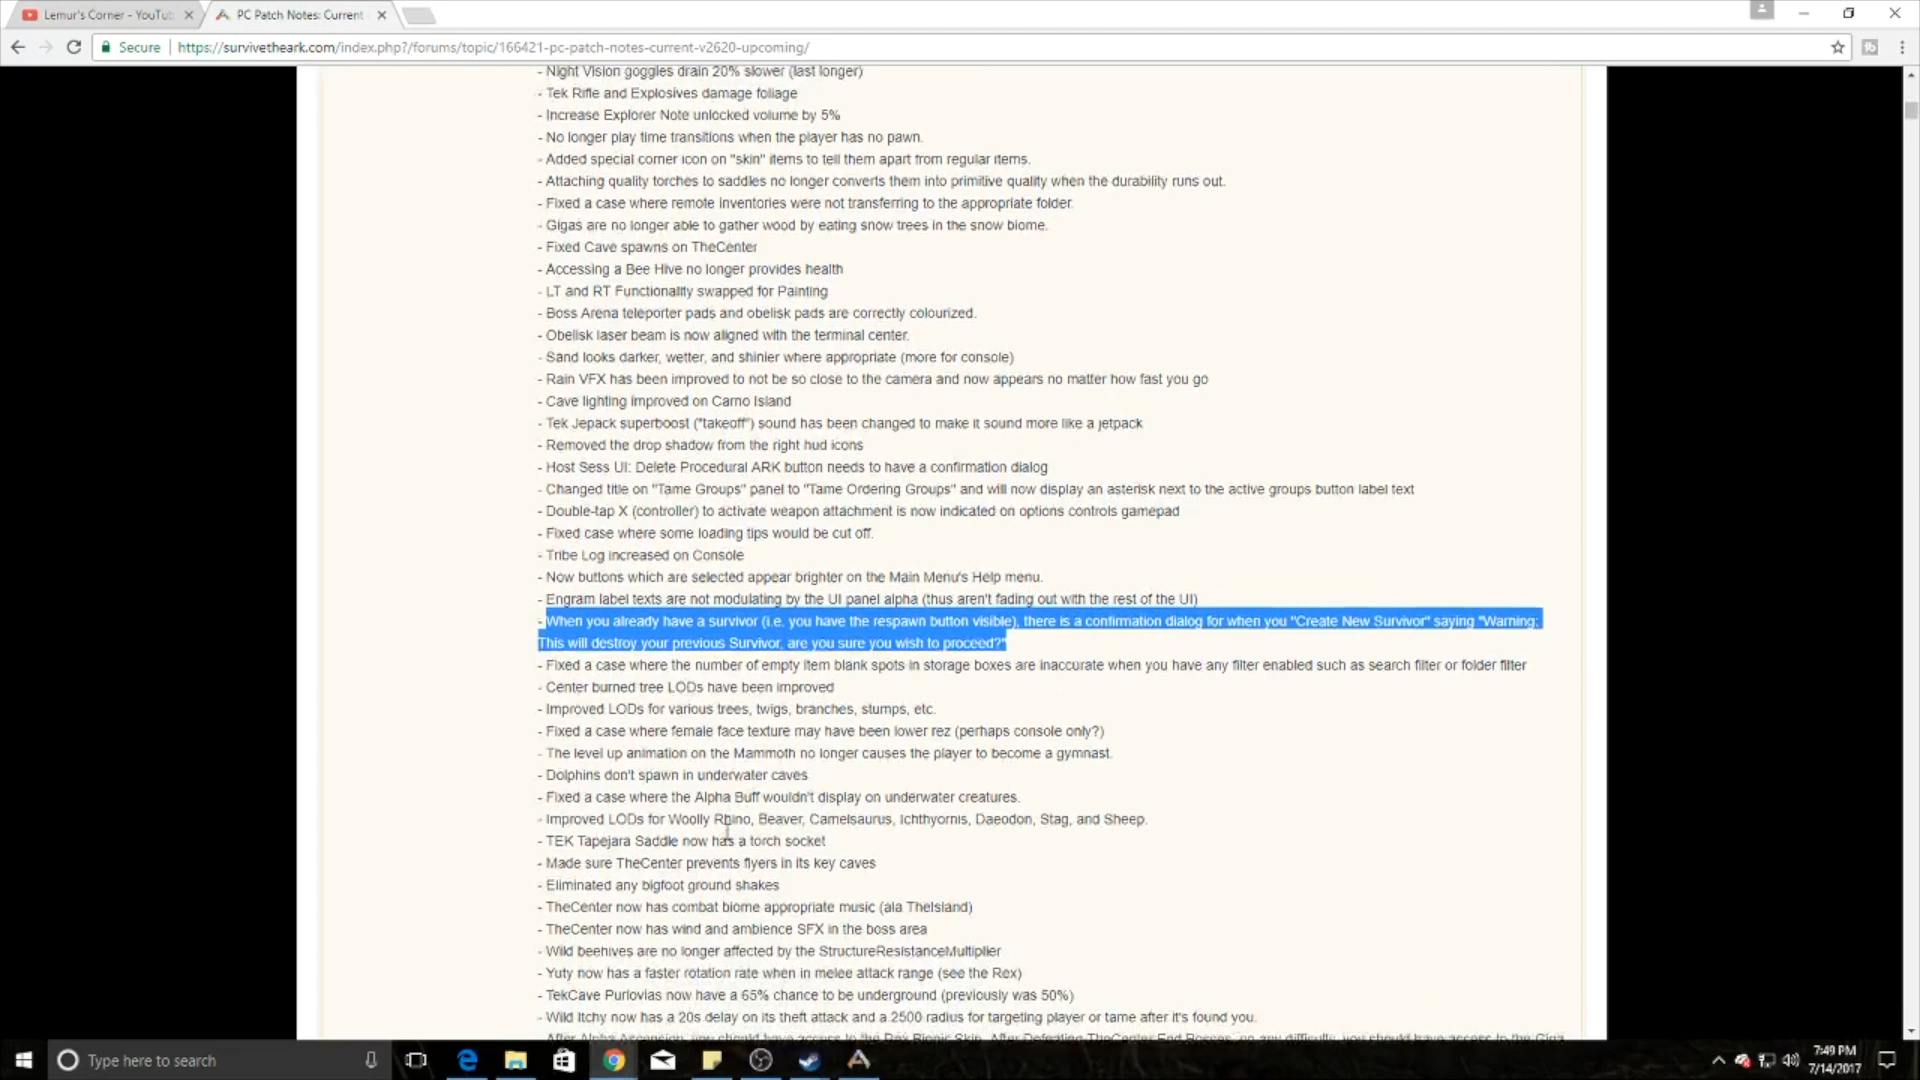 Lemur's Corner - YouTub
PC Patch Notes: Current
Secure
https://survivetheark.com/index.php?/forums/topic/166421-pc-patch-notes-current-v2620-upcoming/
- Night Vision goggles drain 20% slower (last longer)
- Tek Rifle and Explosives damage foliage
- Increase Explorer Note unlocked volume by 5%
- No longer play time transitions when the player has no pawn.
- Added special corner icon on "skin" items to tell them apart from regular items.
- Attaching quality torches to saddles no longer converts them into primitive quality when the durability runs out.
- Fixed a case where remote inventories were not transferring to the appropriate folder.
- Gigas are no longer able to gather wood by eating snow trees in the snow biome.
- Fixed Cave spawns on TheCenter
- Accessing a Bee Hive no longer provides health
- LT and RT Functionality swapped for Painting
- Boss Arena teleporter pads and obelisk pads are correctly colourized.
- Obelisk laser beam is now aligned with the terminal center.
- Sand looks darker, wetter, and shinier where appropriate (more for console)
- Rain VFX has been improved to not be so close to the camera and now appears no matter how fast you go
- Cave lighting improved on Carno Island
- Tek Jepack superboost ("takeoff") sound has been changed to make it sound more like a jetpack
- Removed the drop shadow from the right hud icons
- Host Sess UI: Delete Procedural ARK button needs to have a confirmation dialog
- Changed title on "Tame Groups" panel to "Tame Ordering Groups" and will now display an asterisk next to the active groups button label text
- Double-tap X (controller) to activate weapon attachment is now indicated on options controls gamepad
- Fixed case where some loading tips would be cut off.
- Tribe Log increased on Console
- Now buttons which are selected appear brighter on the Main Menu's Help menu.
- Engram label texts are not modulating by the UI panel alpha (thus aren't fading out with the rest of the UI)
- When you already have a survivor (i.e. you have the respawn button visible), there is a confirmation dialog for when you "Create New Survivor" saying "Warning:
This will destroy your previous Survivor, are you sure you wish to proceed?"
- Fixed a case where the number of empty item blank spots in storage boxes are inaccurate when you have any filter enabled such as search filter or folder filter
- Center burned tree LODs have been improved
- Improved LODs for various trees, twigs, branches, stumps, etc.
- Fixed a case where female face texture may have been lower rez (perhaps console only?)
- The level up animation on the Mammoth no longer causes the player to become a gymnast.
- Dolphins don't spawn in underwater caves
- Fixed a case where the Alpha Buff wouldn't display on underwater creatures.
- Improved LODs for Woolly Rhino, Beaver, Camelsaurus, Ichthyornis, Daeodon, Stag, and Sheep.
- TEK Tapejara Saddle now has a torch socket
- Made sure TheCenter prevents flyers in its key caves
- Eliminated any bigfoot ground shakes
- TheCenter now has combat biome appropriate music (ala TheIsland)
- TheCenter now has wind and ambience SFX in the boss area
- Wild beehives are no longer affected by the StructureResistanceMultiplier
- Yuty now has a faster rotation rate when in melee attack range (see the Rex)
- TekCave Purlovias now have a 65% chance to be underground (previously was 50%)
- Wild Itchy now has a 20s delay on its theft attack and a 2500 radius for targeting player or tame after it's found you.
- After Alpha Ascension, you should have access to the Rex Bionic Skin. After Defeating TheCenter End Bosses, on any difficulty, you should have access to the Giga
Type here to search
7:49 PM
7/14/2017